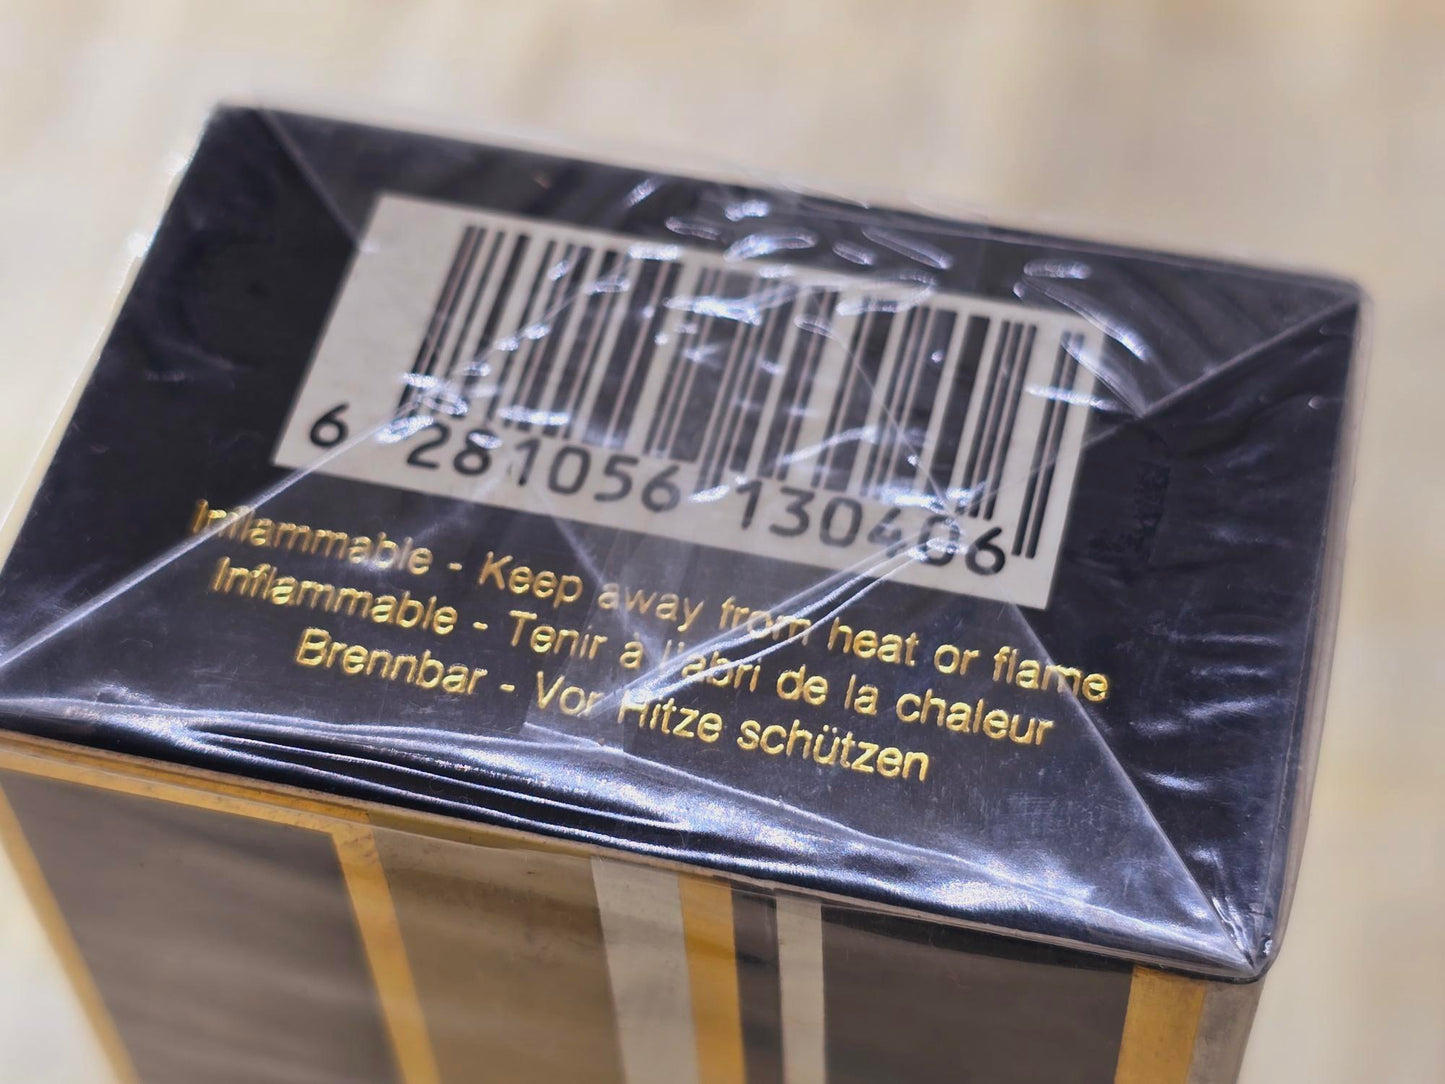 6 281056 130406
Inflammable - Keep away from heat or flame
Inflammable - Tenir à l'abri de la chaleur
Brennbar - Vor Hitze schützen